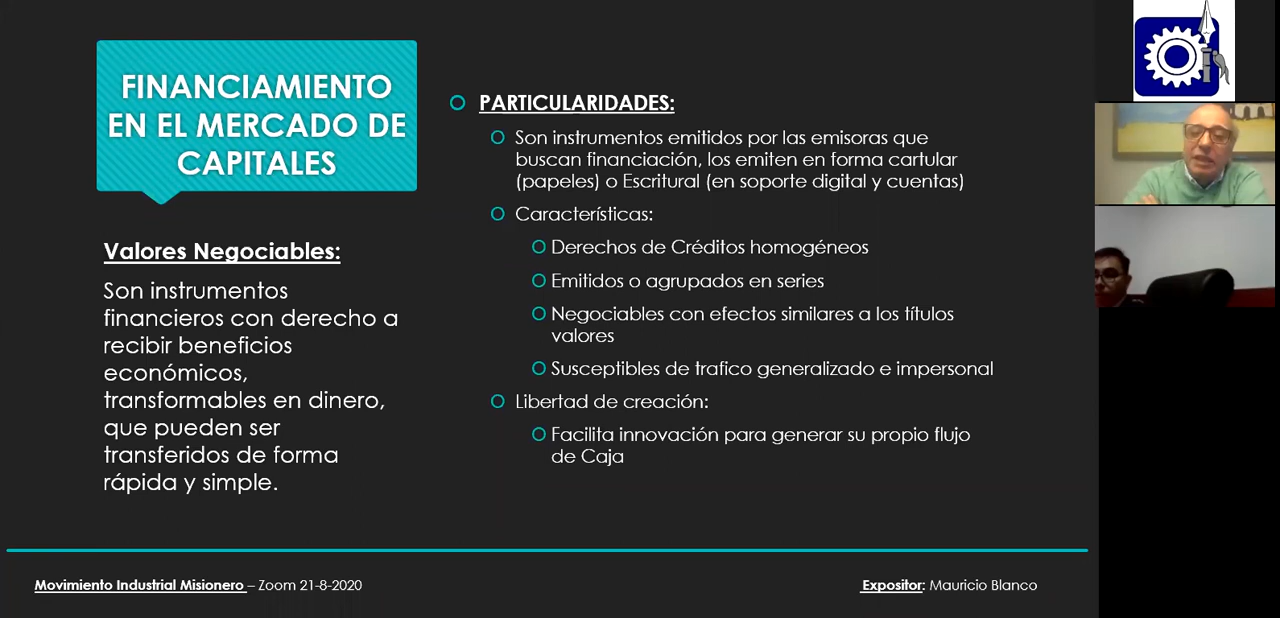 FINANCIAMIENTO
EN EL MERCADO DE
CAPITALES
Valores Negociables:
Son instrumentos
financieros con derecho a
recibir beneficios
económicos,
transformables en dinero,
que pueden ser
transferidos de forma
rápida y simple.
PARTICULARIDADES:
Son instrumentos emitidos por las emisoras que
buscan financiación, los emiten en forma cartular
(papeles) o Escritural (en soporte digital y cuentas)
Características:
Derechos de Créditos homogéneos
Emitidos o agrupados en series
Negociables con efectos similares a los títulos
valores
Susceptibles de trafico generalizado e impersonal
Libertad de creación:
Facilita innovación para generar su propio flujo
de Caja
Movimiento Industrial Misionero – Zoom 21-8-2020
Expositor: Mauricio Blanco